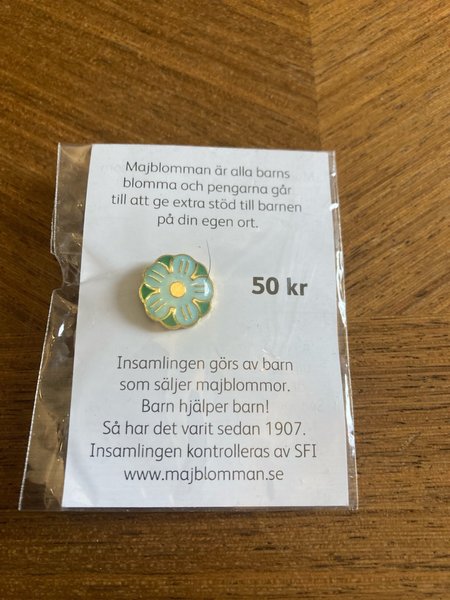 Majblomman är alla barns
blomma och pengarna går
till att ge extra stöd till barnen
på din egen ort.
50 kr
Insamlingen görs av barn
som säljer majblommor.
Barn hjälper barn!
Så har det varit sedan 1907.
Insamlingen kontrolleras av SFI
www.majblomman.se